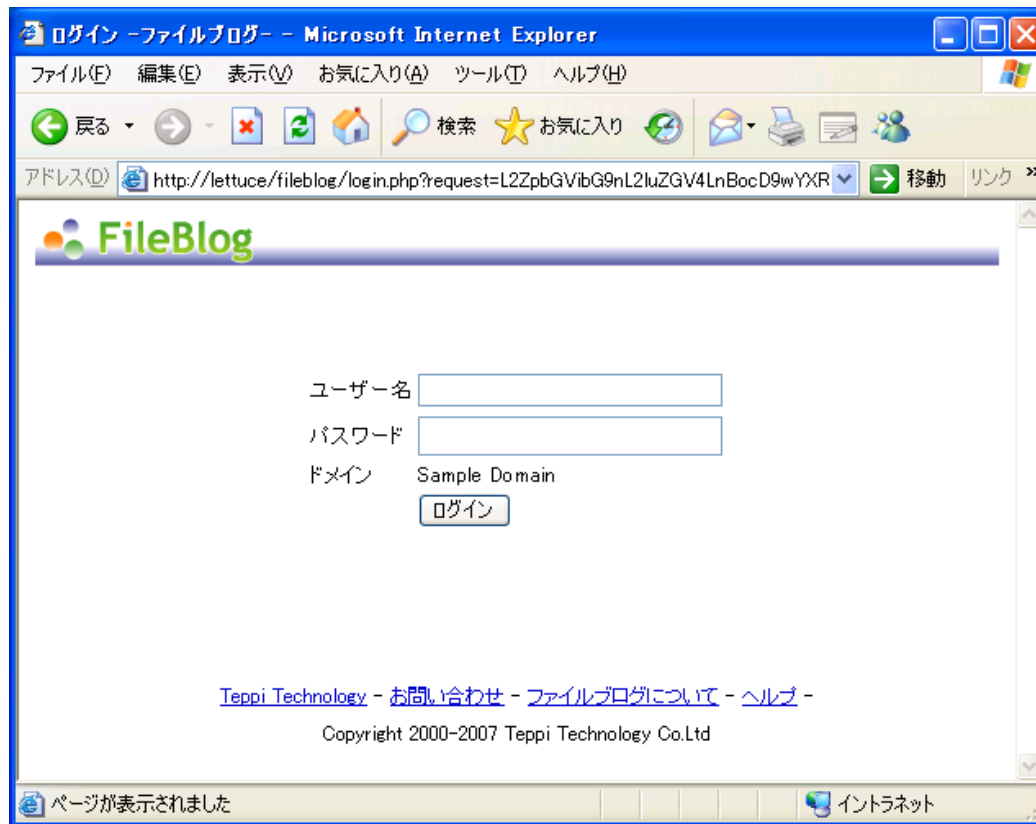 ログイン -ファイルブログ- - Microsoft Internet Explorer
ファイル(F) 編集(E) 表示(V) お気に入り(A) ツール(T) ヘルプ(H)
戻る 検索 お気に入り
アドレス(D) http://lettuce/fileblog/login.php?request=L2ZpbGVibG9nL2luZGV4LnBocD9wYXR 移動 リンク »
FileBlog
ユーザー名
パスワード
ドメイン Sample Domain
ログイン
Teppi Technology - お問い合わせ - ファイルブログについて - ヘルプ -
Copyright 2000-2007 Teppi Technology Co.Ltd
ページが表示されました イントラネット